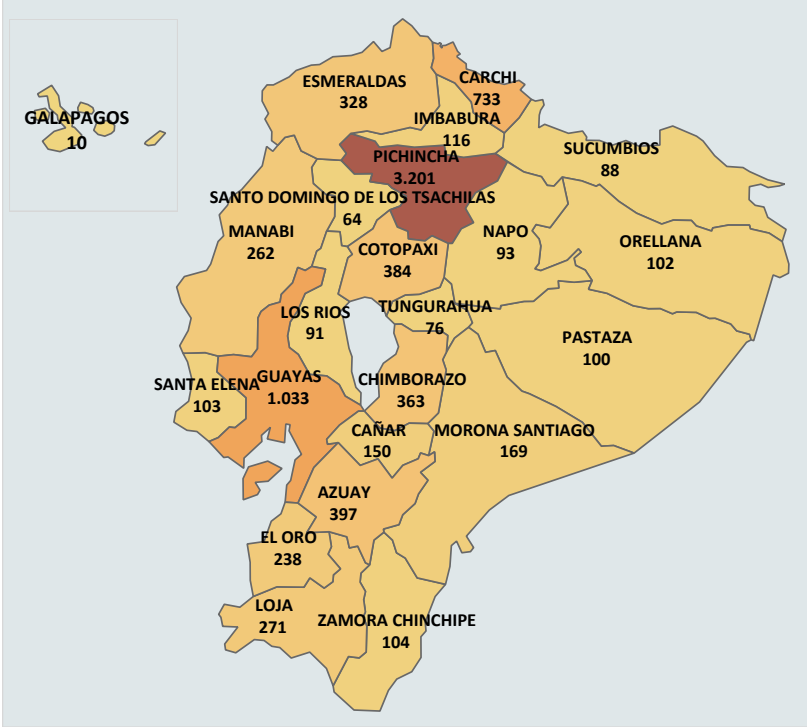 ESMERALDAS
328
CARCHI
733
IMBABURA
116
GALAPAGOS
10
SUCUMBIOS
88
PICHINCHA
3.201
SANTO DOMINGO DE LOS TSACHILAS
64
MANABI
262
NAPO
93
ORELLANA
102
COTOPAXI
384
TUNGURAHUA
76
LOS RIOS
91
PASTAZA
100
SANTA ELENA
103
GUAYAS
1.033
CHIMBORAZO
363
CAÑAR
150
MORONA SANTIAGO
169
AZUAY
397
EL ORO
238
LOJA
271
ZAMORA CHINCHIPE
104